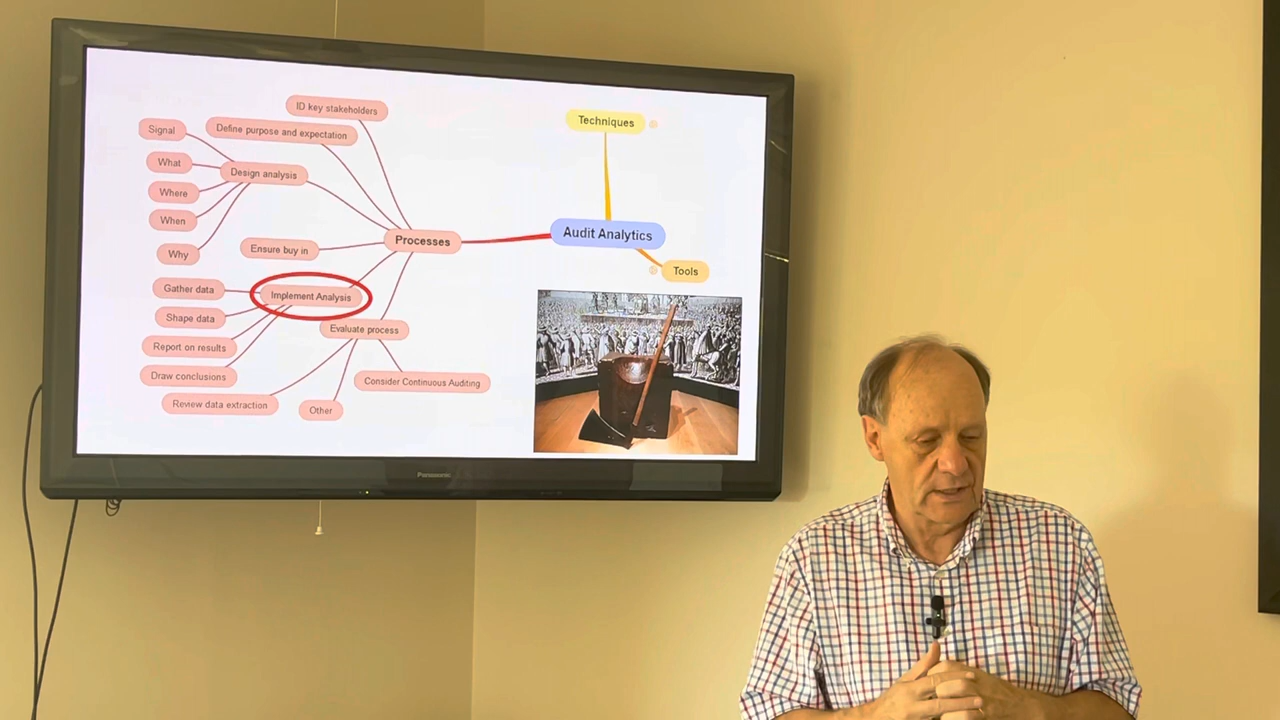 ID key stakeholders
Define purpose and expectation
Signal
What
Design analysis
Where
When
Why
Ensure buy in
Processes
Gather data
Implement Analysis
Shape data
Evaluate process
Report on results
Draw conclusions
Consider Continuous Auditing
Review data extraction
Other
Techniques
Audit Analytics
Tools
Panasonic